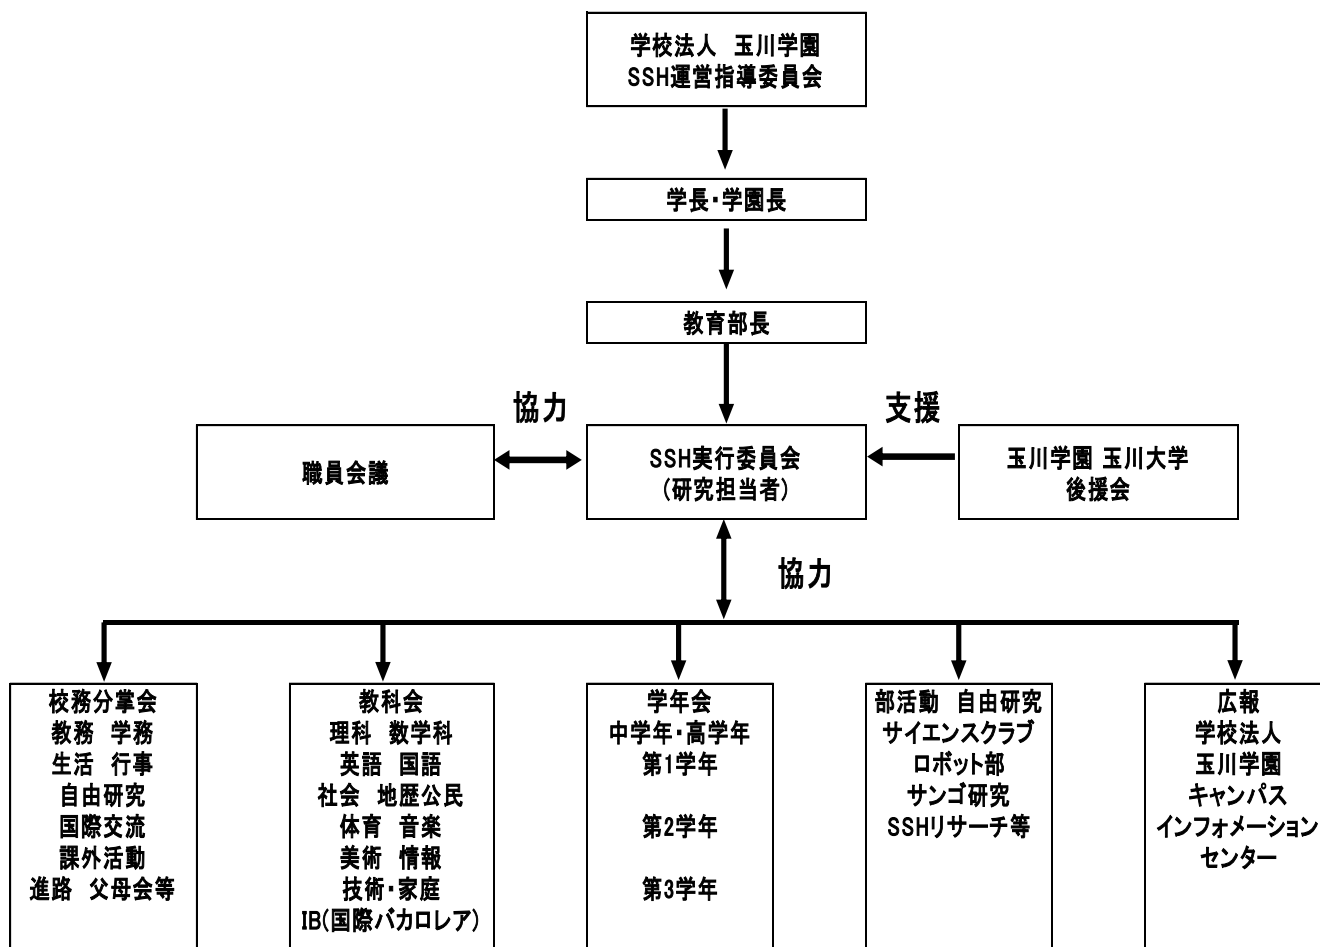 学校法人　玉川学園
SSH運営指導委員会
学長・学園長
教育部長
協力
支援
職員会議
SSH実行委員会
(研究担当者)
玉川学園 玉川大学
後援会
協力
校務分掌会
教務　学務
生活　行事
自由研究
国際交流
課外活動
進路　父母会等
教科会
理科　数学科
英語　国語
社会　地歴公民
体育　音楽
美術　情報
技術・家庭
IB(国際バカロレア)
学年会
中学年・高学年
第1学年
第2学年
第3学年
部活動　自由研究
サイエンスクラブ
ロボット部
サンゴ研究
SSHリサーチ等
広報
学校法人
玉川学園
キャンパス
インフォメーション
センター